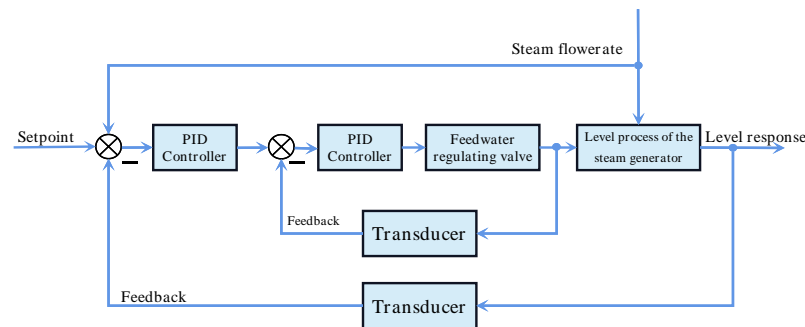 Steam flowerate
Setpoint
PID
Controller
PID
Controller
Feedwater
regulating valve
Level process of the
steam generator
Level response
Feedback
Transducer
Feedback
Transducer